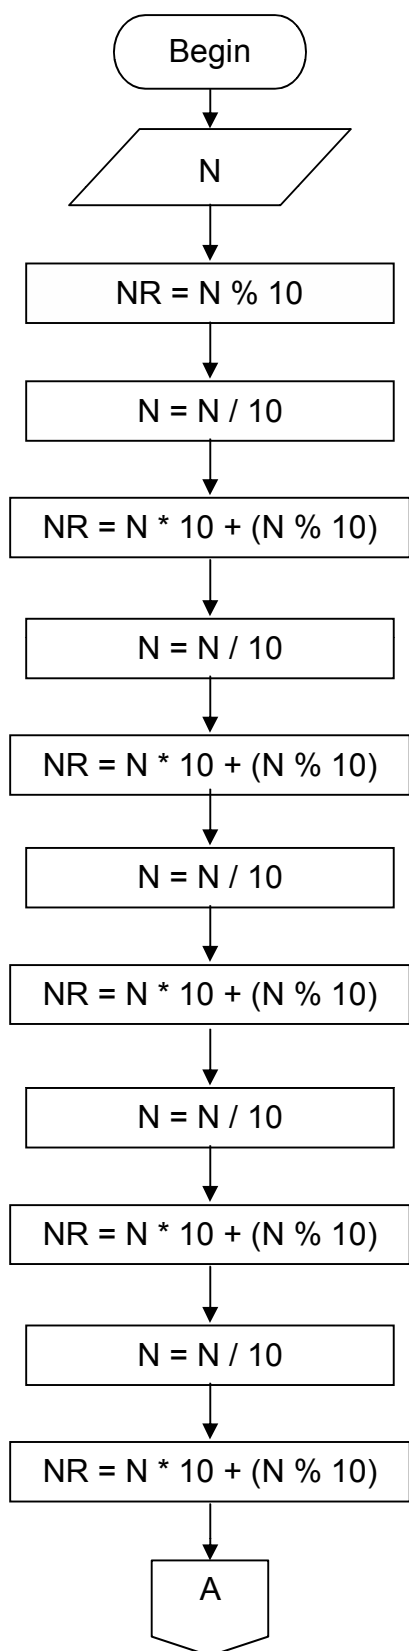 Begin
N
NR = N % 10
N = N / 10
NR = N * 10 + (N % 10)
N = N / 10
NR = N * 10 + (N % 10)
N = N / 10
NR = N * 10 + (N % 10)
N = N / 10
NR = N * 10 + (N % 10)
N = N / 10
NR = N * 10 + (N % 10)
A